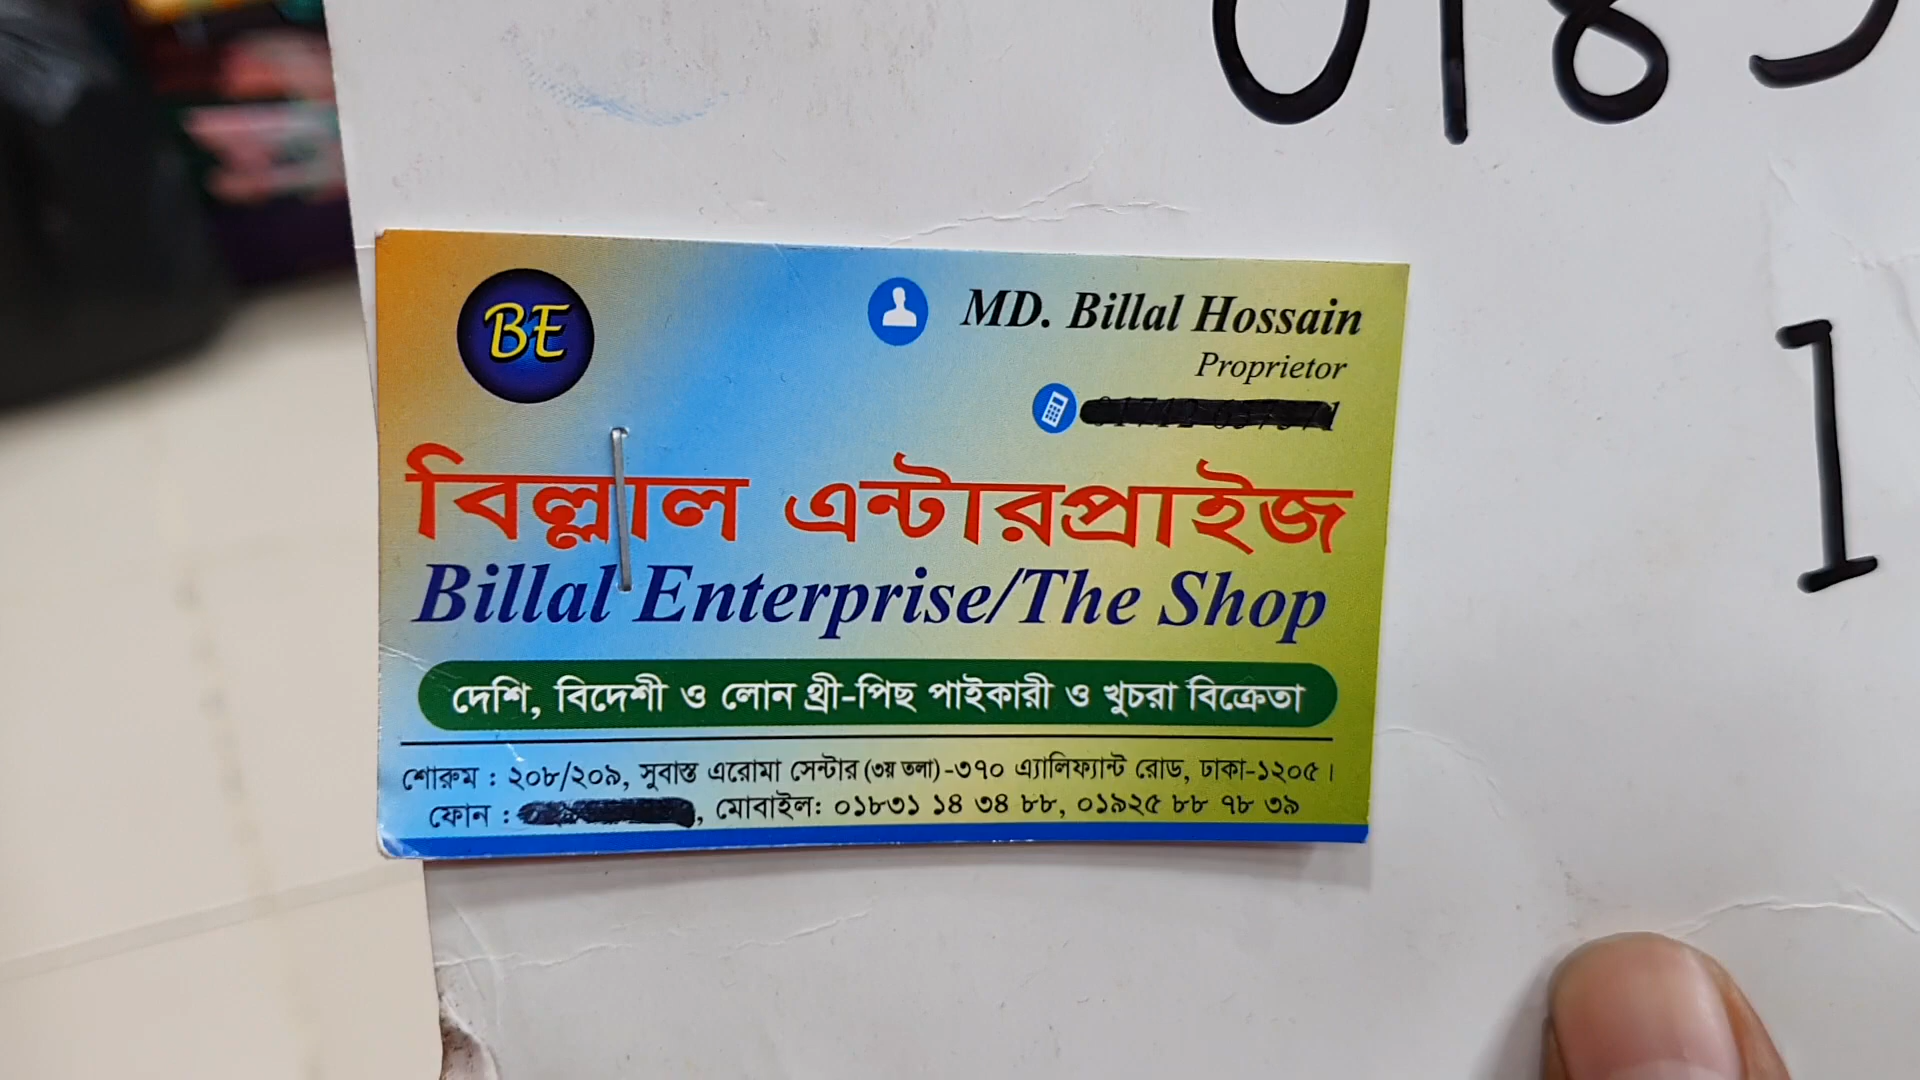 018
I
BE
MD. Billal Hossain
Proprietor
বিল্লাল এন্টারপ্রাইজ
Billal Enterprise/The Shop
দেশি, বিদেশী ও লোন থ্রী-পিছ পাইকারী ও খুচরা বিক্রেতা
শোরুম : ২০৮/২০৯, সুবাস্ত এরোমা সেন্টার (৩য় তলা)-৩৭০ এ্যালিফ্যান্ট রোড, ঢাকা-১২০৫।
ফোন : , মোবাইল: ০১৮৩১ ১৪ ৩৪ ৮৮, ০১৯২৫ ৮৮ ৭৮ ৩৯